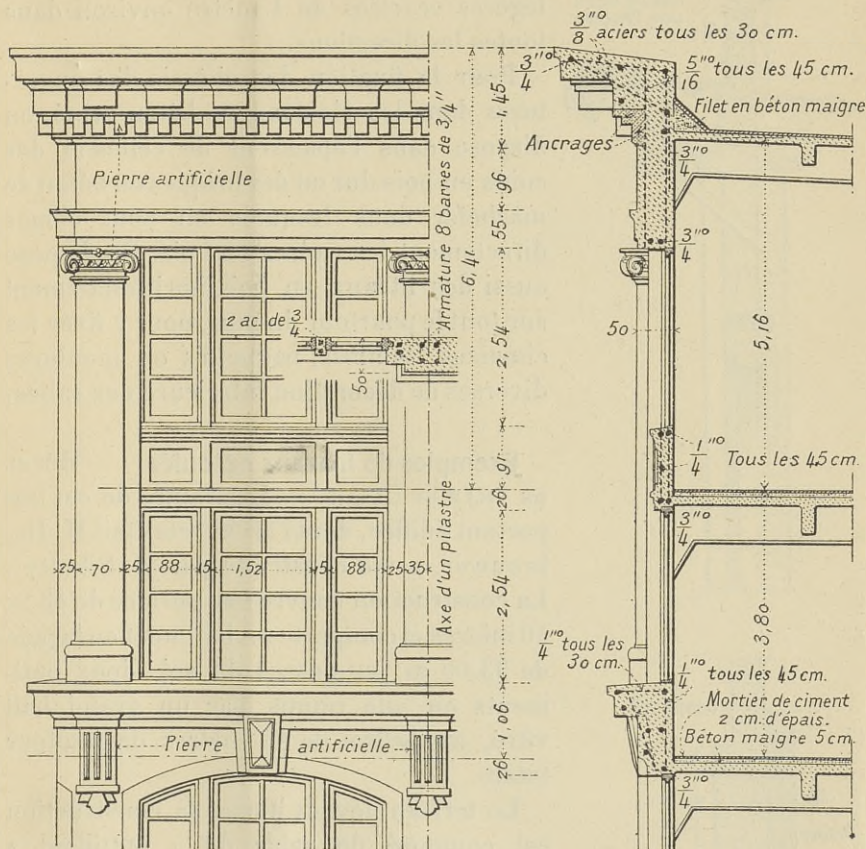 3/8"° aciers tous les 30 cm.
3/4"°
5/16"° tous les 45 cm.
Filet en béton maigre
Ancrages
3/4"°
Pierre artificielle
3/4"°
Armature 8 barres de 3/4"
1,45
96
55
6,41
2 ac. de 3/4
50
2,54
50
5,16
1/4"°
Tous les 45 cm.
91
26
3/4"°
Axe d'un pilastre
25 70 25 88 15 1,52 15 88 25 35
2,54
3,80
1/4"° tous les
30 cm.
1/4"° tous les 45 cm.
Mortier de ciment
2 cm. d'épais.
Béton maigre 5 cm.
1,06
Pierre artificielle
26
3/4"°